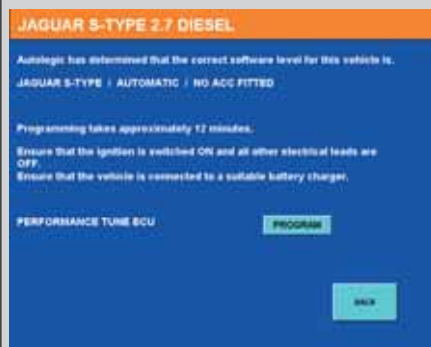 JAGUAR S-TYPE 2.7 DIESEL
Autologic has determined that the correct software level for this vehicle is.
JAGUAR S-TYPE / AUTOMATIC / NO ACC FITTED
Programming takes approximately 12 minutes.
Ensure that the ignition is switched ON and all other electrical loads are
OFF.
Ensure that the vehicle is connected to a suitable battery charger.
PERFORMANCE TUNE ECU
PROGRAM
BACK